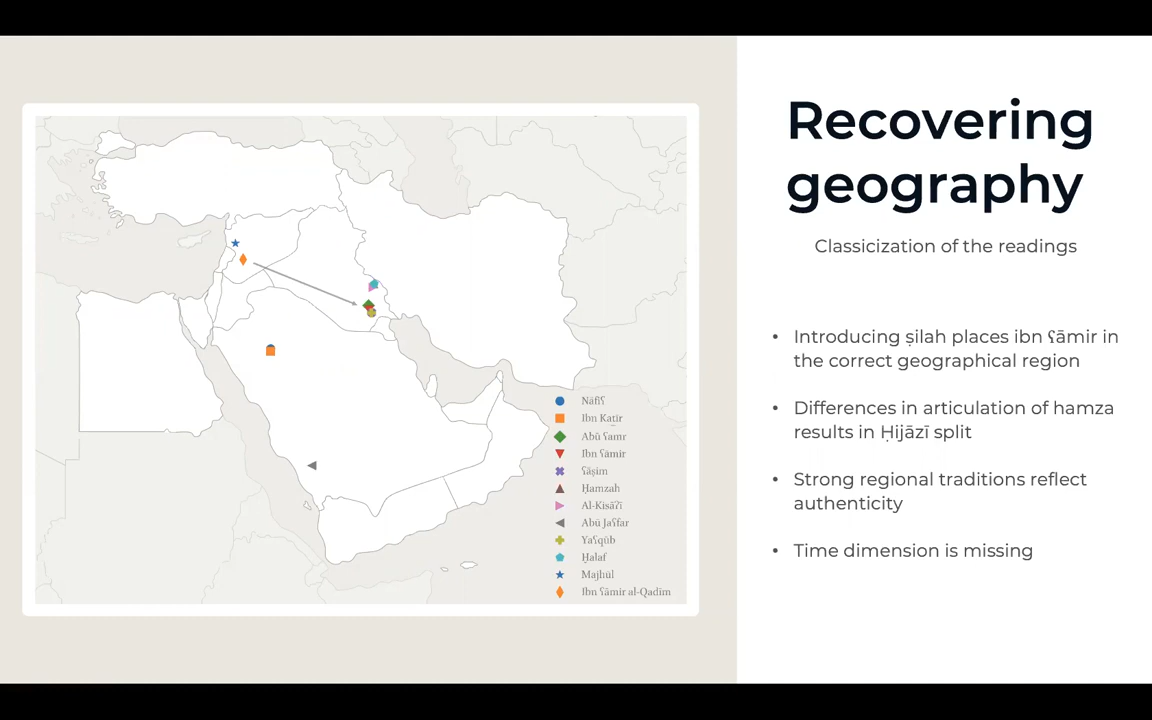 Recovering
geography
Classicization of the readings
• Introducing ṣilah places ibn ʕāmir in
the correct geographical region
• Differences in articulation of hamza
results in Ḥijāzī split
• Strong regional traditions reflect
authenticity
• Time dimension is missing
Nāfiʕ
Ibn Kaṯīr
Abū ʕamr
Ibn ʕāmir
ʕāṣim
Ḥamzah
Al-Kisāʔī
Abū Jaʕfar
Yaʕqūb
Ḥalaf
Majhūl
Ibn ʕāmir al-Qadīm